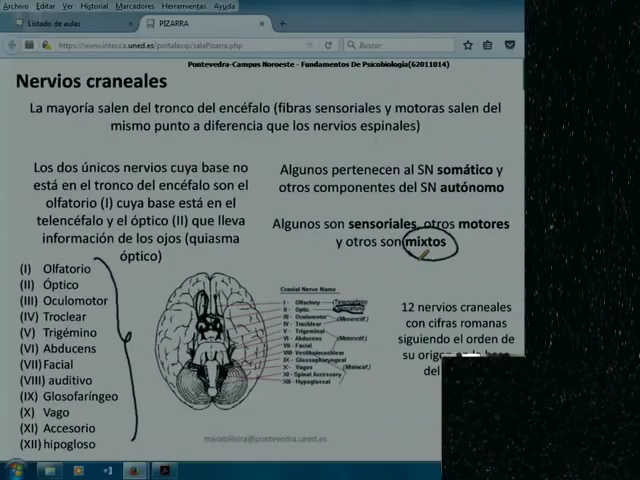 Archivo Editar Ver Historial Marcadores Herramientas Ayuda
Listado de aulas
PIZARRA
https://www.intecca.uned.es/portalavip/salaPizarra.php
Buscar
Pontevedra-Campus Noroeste - Fundamentos De Psicobiología(62011014)
Nervios craneales
La mayoría salen del tronco del encéfalo (fibras sensoriales y motoras salen del
mismo punto a diferencia que los nervios espinales)
Los dos únicos nervios cuya base no
está en el tronco del encéfalo son el
olfatorio (I) cuya base está en el
telencéfalo y el óptico (II) que lleva
información de los ojos (quiasma
óptico)
Algunos pertenecen al SN somático y
otros componentes del SN autónomo
Algunos son sensoriales, otros motores
y otros son mixtos
(I) Olfatorio
(II) Óptico
(III) Oculomotor
(IV) Troclear
(V) Trigémino
(VI) Abducens
(VII) Facial
(VIII) auditivo
(IX) Glosofaríngeo
(X) Vago
(XI) Accesorio
(XII) hipogloso
Cranial Nerve Name
I - Olfactory
II - Optic
III - Oculomotor
IV - Trochlear
V - Trigeminal
VI - Abducens
VII - Facial
VIII - Vestibulocochlear
IX - Glossopharyngeal
X - Vagus
XI - Spinal Accessory
XII - Hypoglossal
12 nervios craneales
con cifras romanas
siguiendo el orden de
su
marabilleira@pontevedra.uned.es